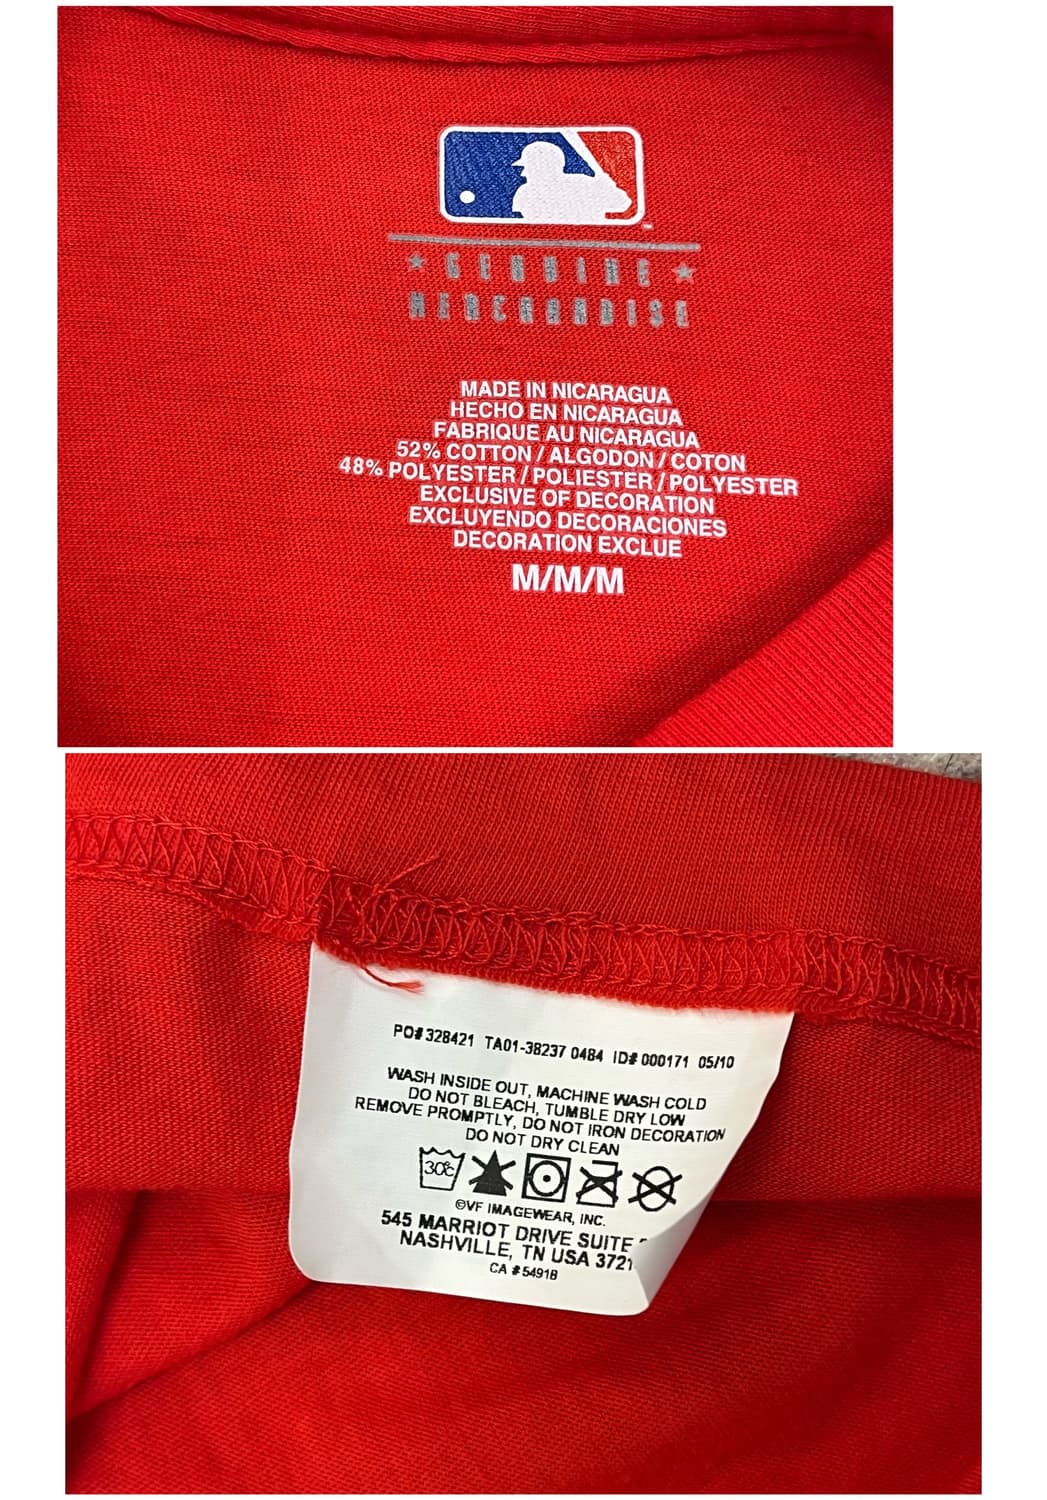 GENUINE
MERCHANDISE
MADE IN NICARAGUA
HECHO EN NICARAGUA
FABRIQUE AU NICARAGUA
52% COTTON / ALGODON / COTON
48% POLYESTER / POLIESTER / POLYESTER
EXCLUSIVE OF DECORATION
EXCLUYENDO DECORACIONES
DECORATION EXCLUE
M/M/M
PO# 328421 TA01-38237 0484 ID# 000171 05/10
WASH INSIDE OUT, MACHINE WASH COLD
DO NOT BLEACH, TUMBLE DRY LOW
REMOVE PROMPTLY, DO NOT IRON DECORATION
DO NOT DRY CLEAN
30c
©VF IMAGEWEAR, INC.
545 MARRIOT DRIVE SUITE
NASHVILLE, TN USA 3721
CA # 54918